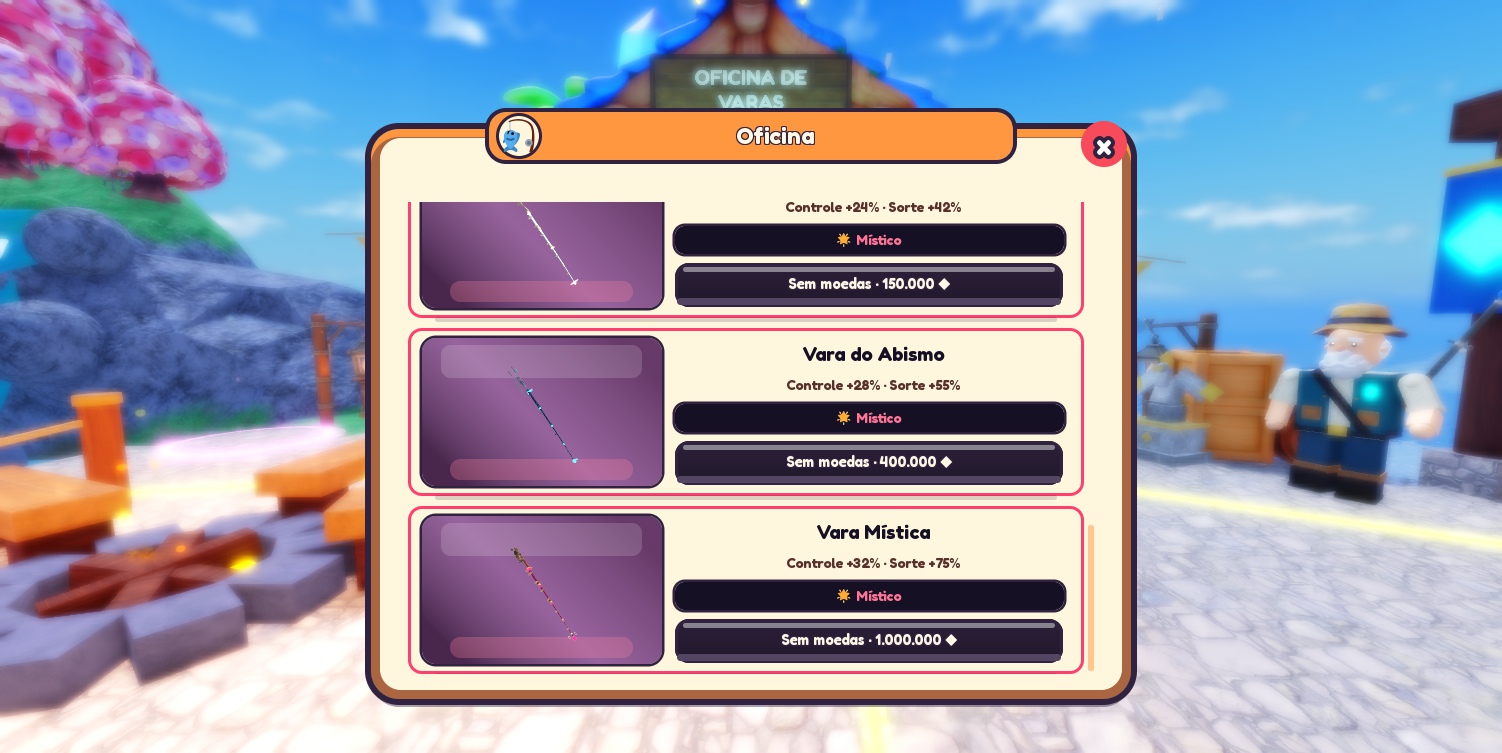 OFICINA DE
VARAS
Oficina
Controle +24% · Sorte +42%
Místico
Sem moedas · 150.000 ◆
Vara do Abismo
Controle +28% · Sorte +55%
Místico
Sem moedas · 400.000 ◆
Vara Mística
Controle +32% · Sorte +75%
Místico
Sem moedas · 1.000.000 ◆